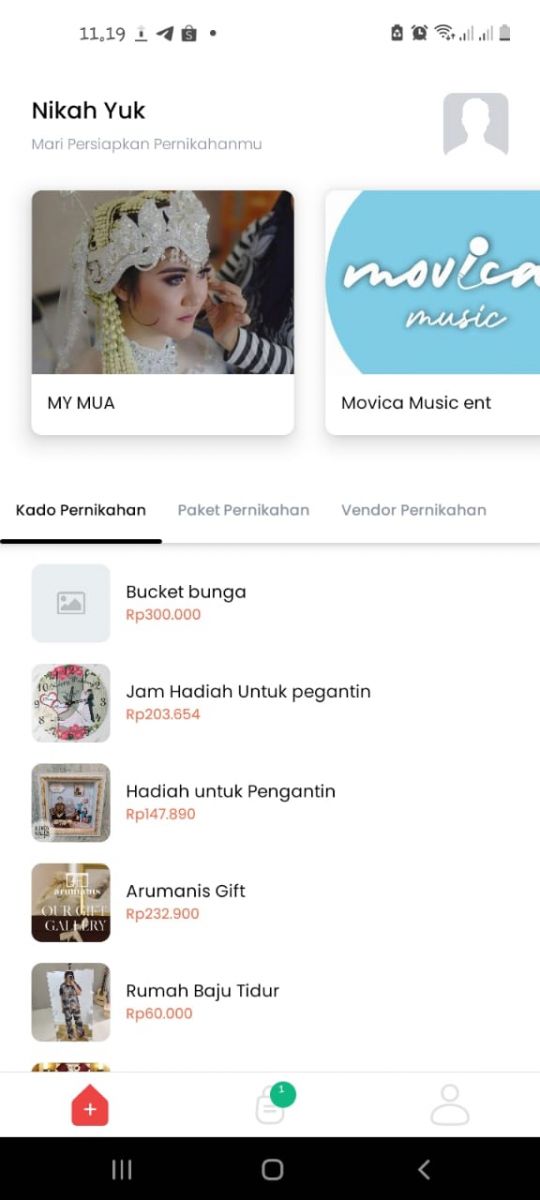 11.19
Nikah Yuk
Mari Persiapkan Pernikahanmu
movica
music
MY MUA
Movica Music ent
Kado Pernikahan
Paket Pernikahan
Vendor Pernikahan
Bucket bunga
Rp300.000
Jam Hadiah Untuk pegantin
Rp203.654
Hadiah untuk Pengantin
Rp147.890
arumanis
OUR GIFT
GALLERY
Arumanis Gift
Rp232.900
Rumah Baju Tidur
Rp60.000
1